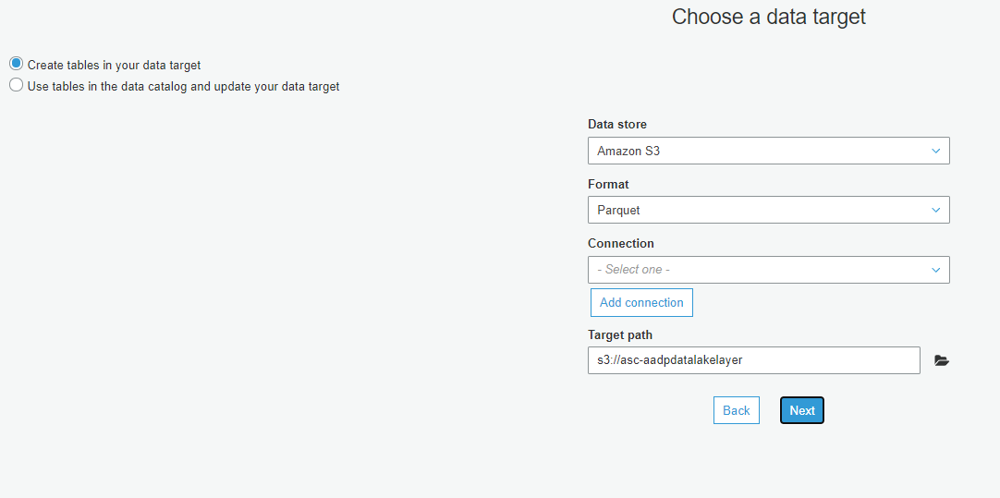 Choose a data target
Create tables in your data target
Use tables in the data catalog and update your data target
Data store
Amazon S3
Format
Parquet
Connection
- Select one -
Add connection
Target path
s3://asc-aadpdatalakelayer
Back
Next